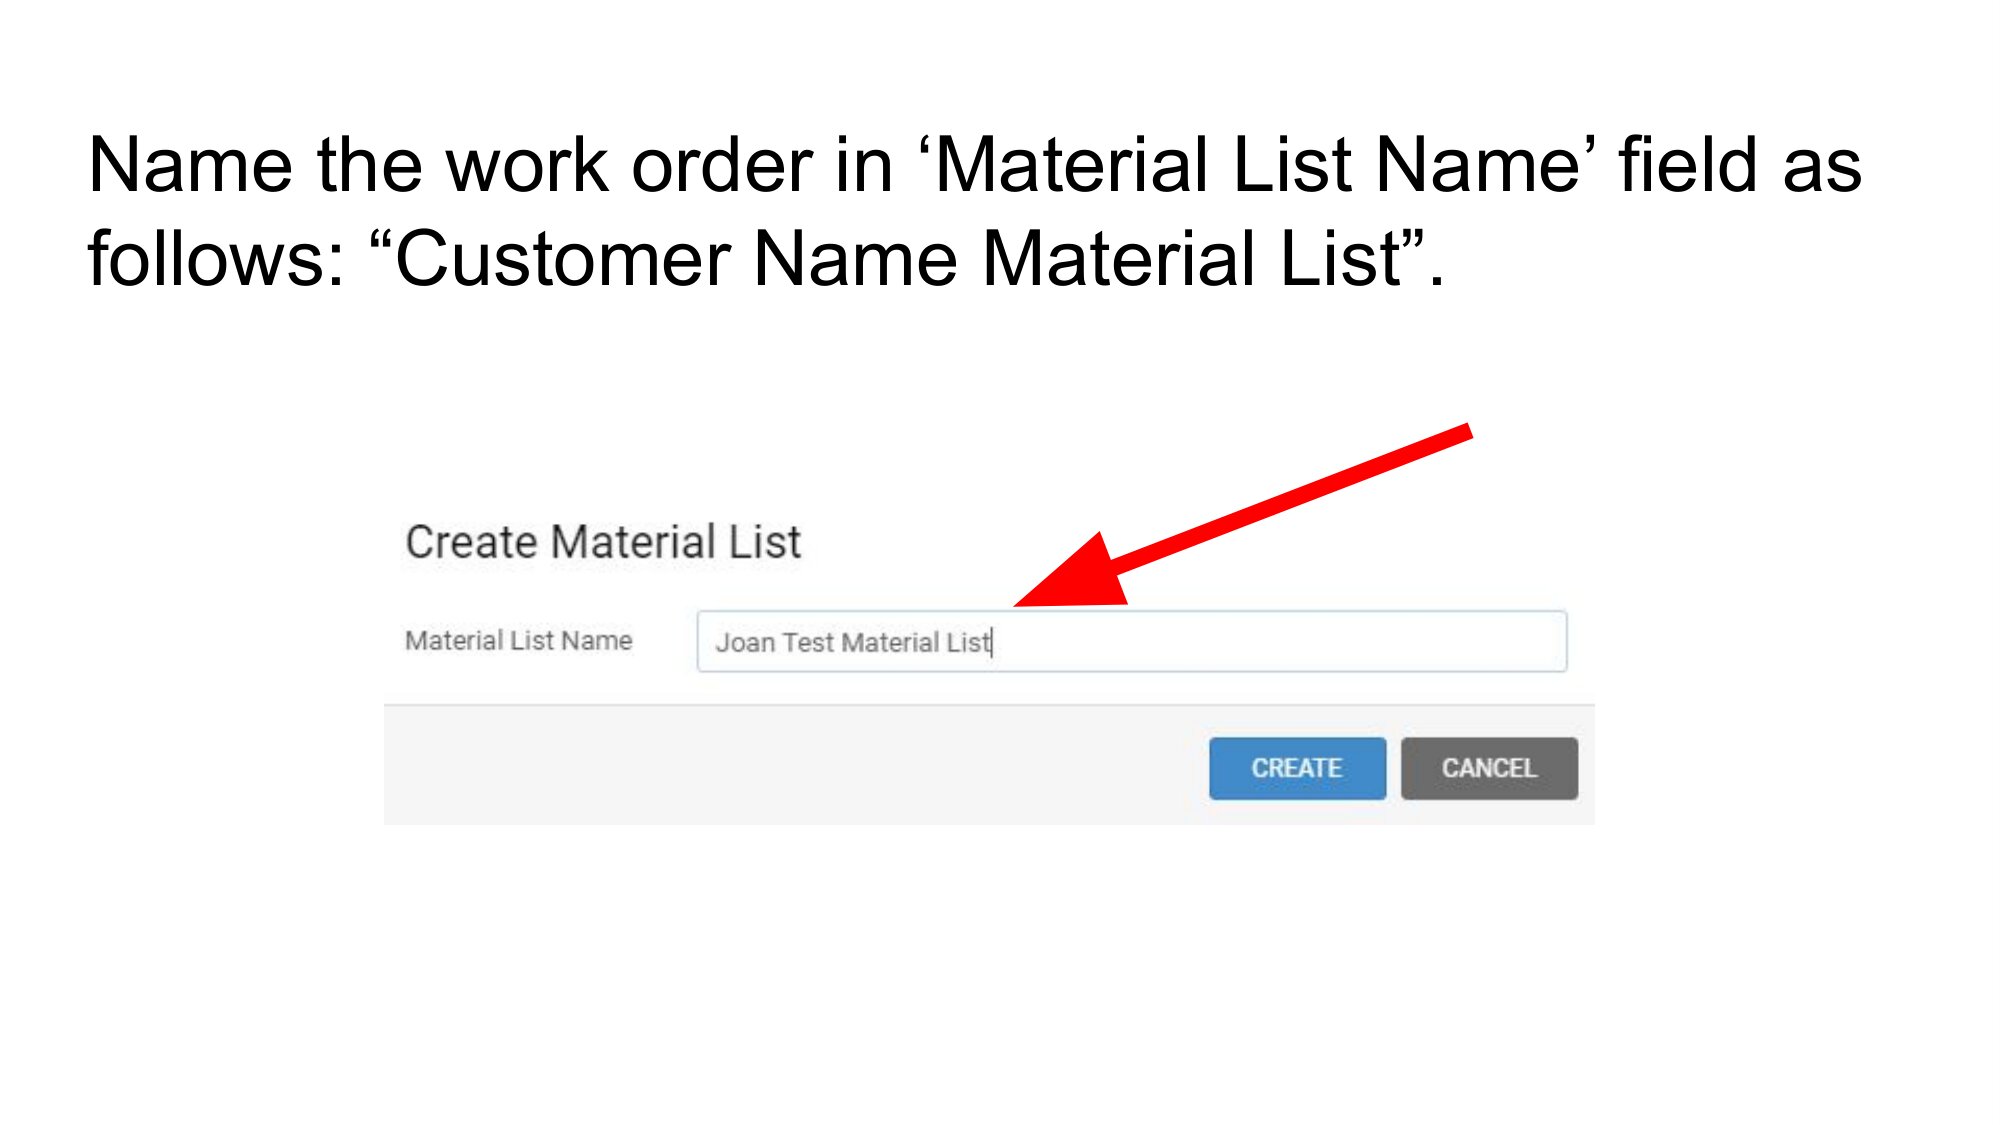 Name the work order in ‘Material List Name’ field as
follows: “Customer Name Material List”.
Create Material List
Material List Name
Joan Test Material List
CREATE
CANCEL